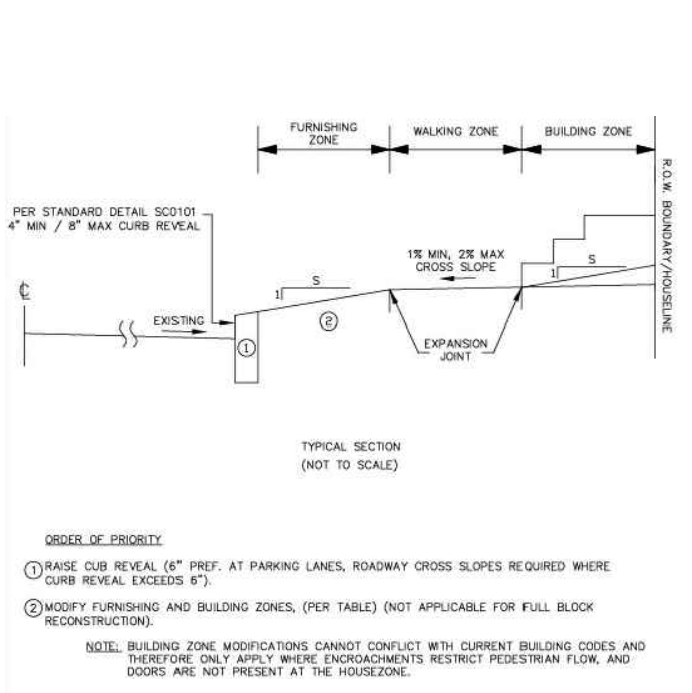 FURNISHING
ZONE
WALKING ZONE
BUILDING ZONE
R.O.W. BOUNDARY/HOUSELINE
PER STANDARD DETAIL SC0101
4" MIN / 8" MAX CURB REVEAL
1% MIN, 2% MAX
CROSS SLOPE
S
1
S
1
℄
EXISTING
2
1
EXPANSION
JOINT
TYPICAL SECTION
(NOT TO SCALE)
ORDER OF PRIORITY
1 RAISE CUB REVEAL (6" PREF. AT PARKING LANES, ROADWAY CROSS SLOPES REQUIRED WHERE
CURB REVEAL EXCEEDS 6").
2 MODIFY FURNISHING AND BUILDING ZONES, (PER TABLE) (NOT APPLICABLE FOR FULL BLOCK
RECONSTRUCTION).
NOTE: BUILDING ZONE MODIFICATIONS CANNOT CONFLICT WITH CURRENT BUILDING CODES AND
THEREFORE ONLY APPLY WHERE ENCROACHMENTS RESTRICT PEDESTRIAN FLOW, AND
DOORS ARE NOT PRESENT AT THE HOUSEZONE.